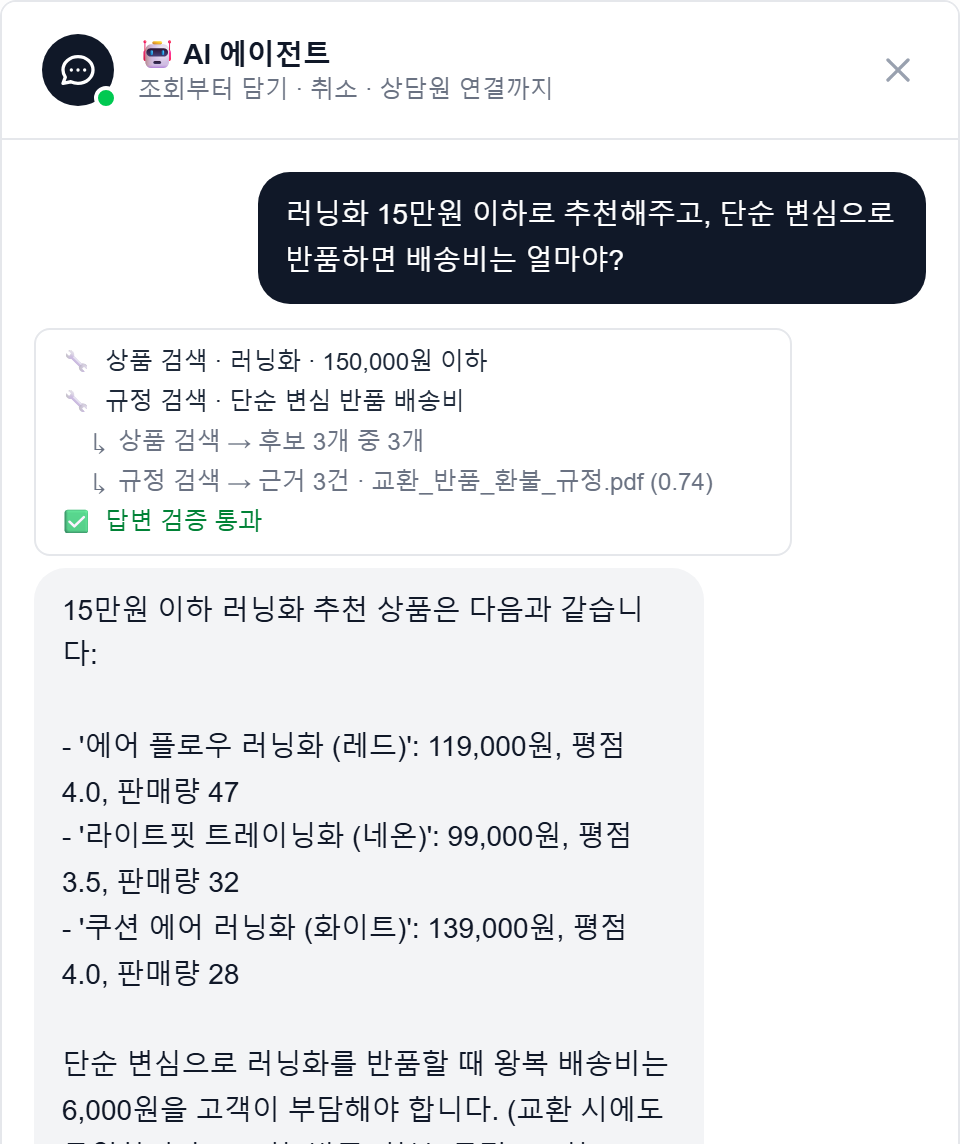 AI 에이전트
조회부터 담기 · 취소 · 상담원 연결까지
러닝화 15만원 이하로 추천해주고, 단순 변심으로
반품하면 배송비는 얼마야?
상품 검색 · 러닝화 · 150,000원 이하
규정 검색 · 단순 변심 반품 배송비
↳ 상품 검색 → 후보 3개 중 3개
↳ 규정 검색 → 근거 3건 · 교환_반품_환불_규정.pdf (0.74)
✅ 답변 검증 통과
15만원 이하 러닝화 추천 상품은 다음과 같습니
다:
- '에어 플로우 러닝화 (레드)': 119,000원, 평점
4.0, 판매량 47
- '라이트핏 트레이닝화 (네온)': 99,000원, 평점
3.5, 판매량 32
- '쿠션 에어 러닝화 (화이트)': 139,000원, 평점
4.0, 판매량 28
단순 변심으로 러닝화를 반품할 때 왕복 배송비는
6,000원을 고객이 부담해야 합니다. (교환 시에도